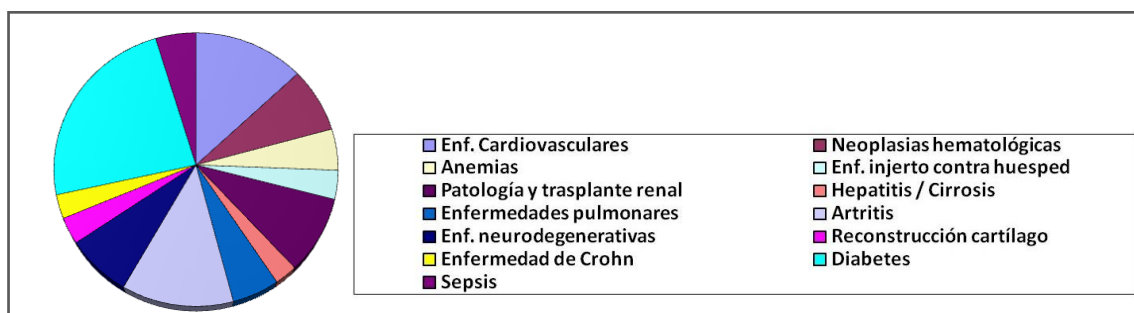 Enf. Cardiovasculares
Neoplasias hematológicas
Anemias
Enf. injerto contra huesped
Patología y trasplante renal
Hepatitis / Cirrosis
Enfermedades pulmonares
Artritis
Enf. neurodegenerativas
Reconstrucción cartílago
Enfermedad de Crohn
Diabetes
Sepsis